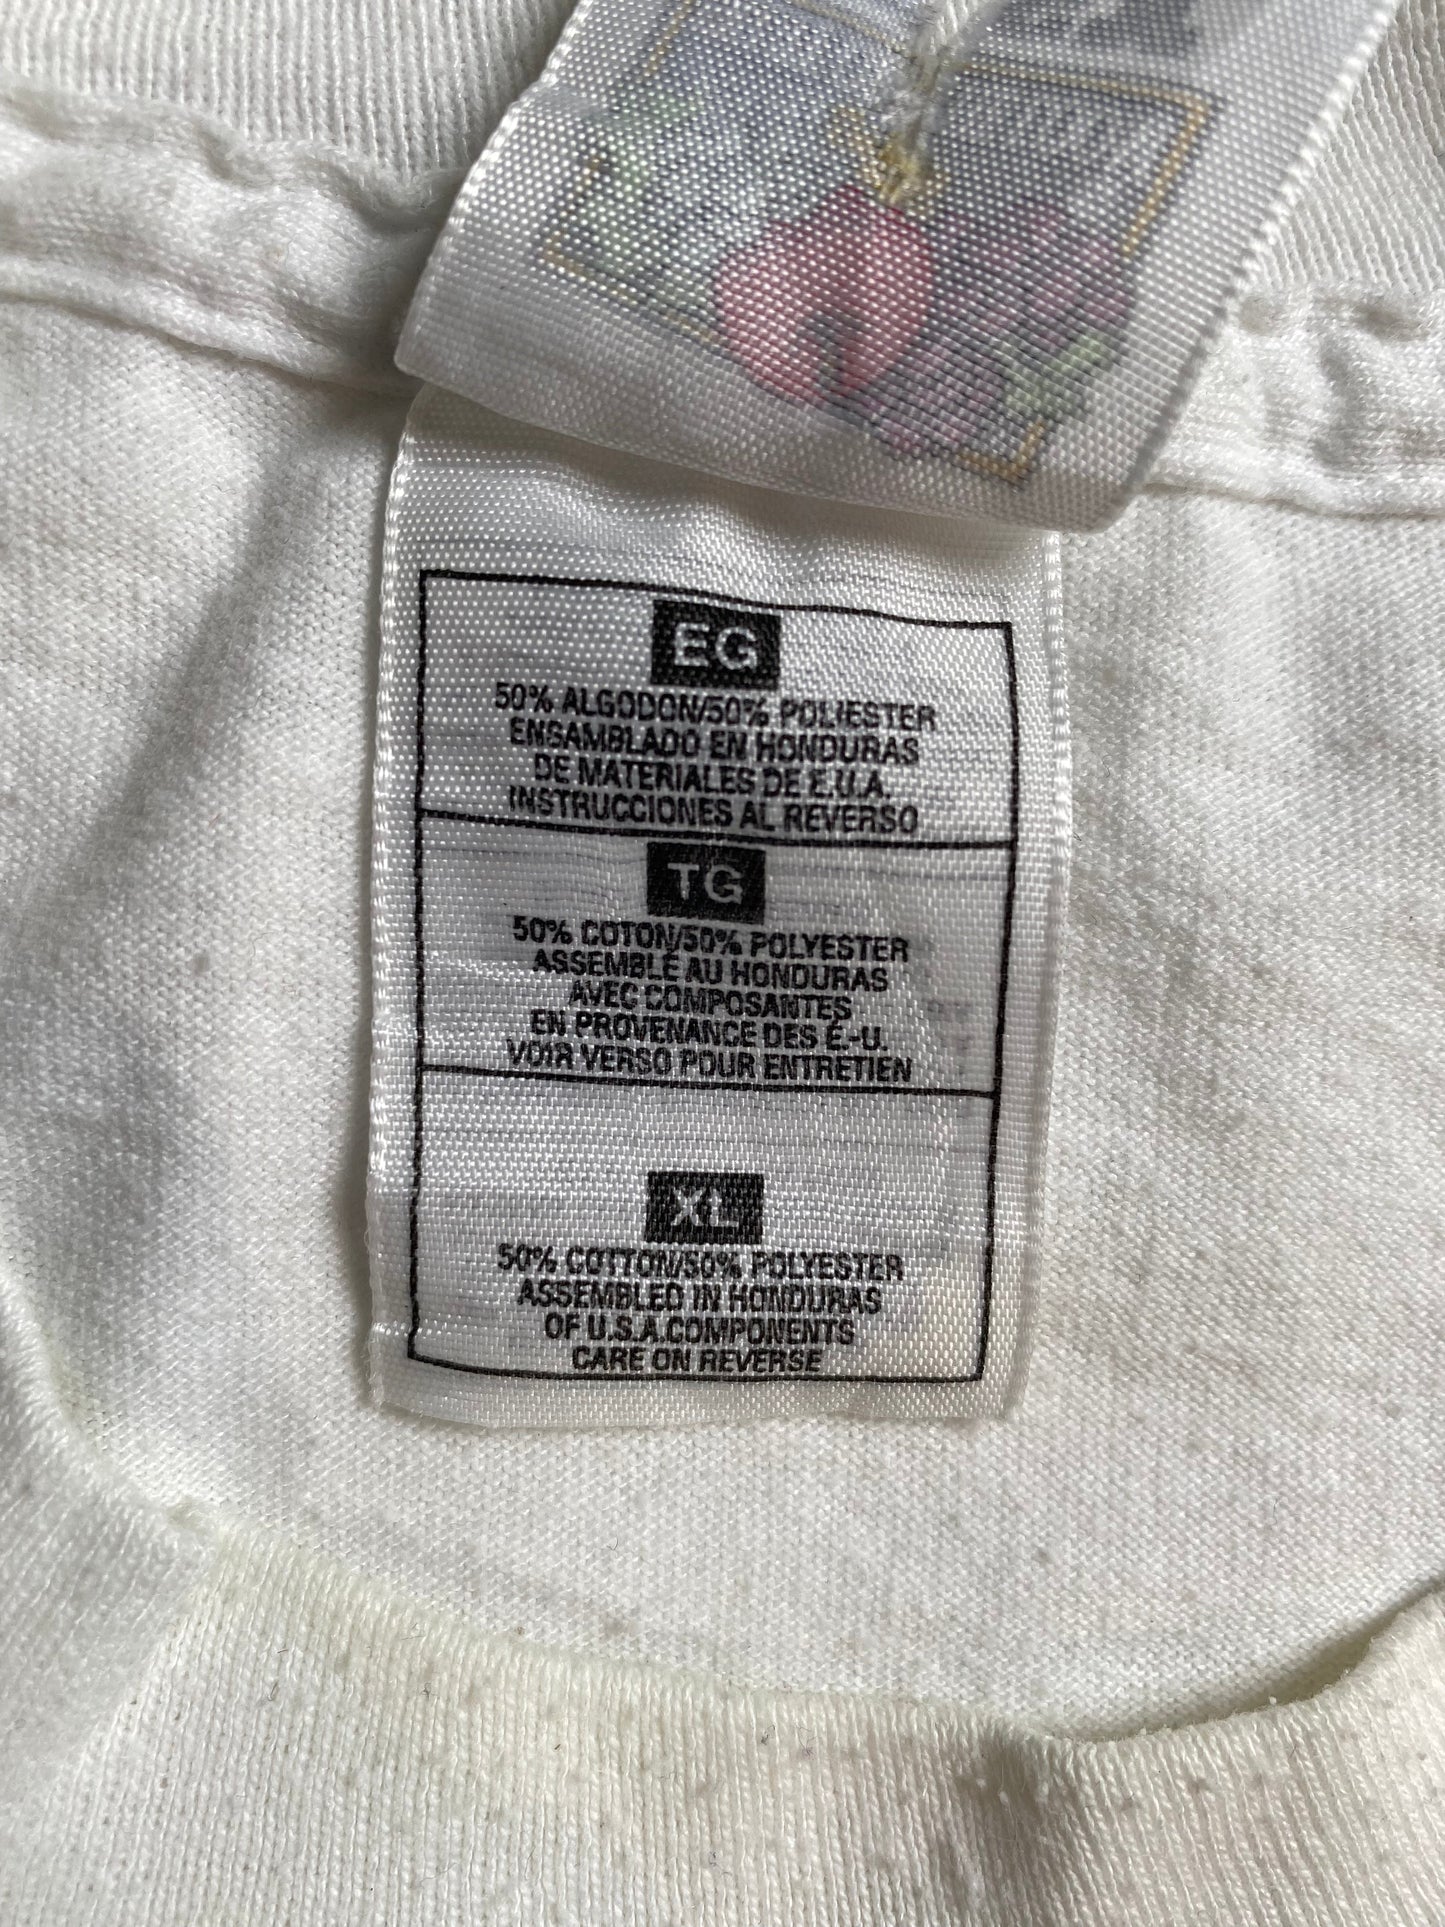 EG
50% ALGODON/50% POLIESTER
ENSAMBLADO EN HONDURAS
DE MATERIALES DE E.U.A.
INSTRUCCIONES AL REVERSO
TG
50% COTON/50% POLYESTER
ASSEMBLÉ AU HONDURAS
AVEC COMPOSANTES
EN PROVENANCE DES É.-U.
VOIR VERSO POUR ENTRETIEN
XL
50% COTTON/50% POLYESTER
ASSEMBLED IN HONDURAS
OF U.S.A.COMPONENTS
CARE ON REVERSE